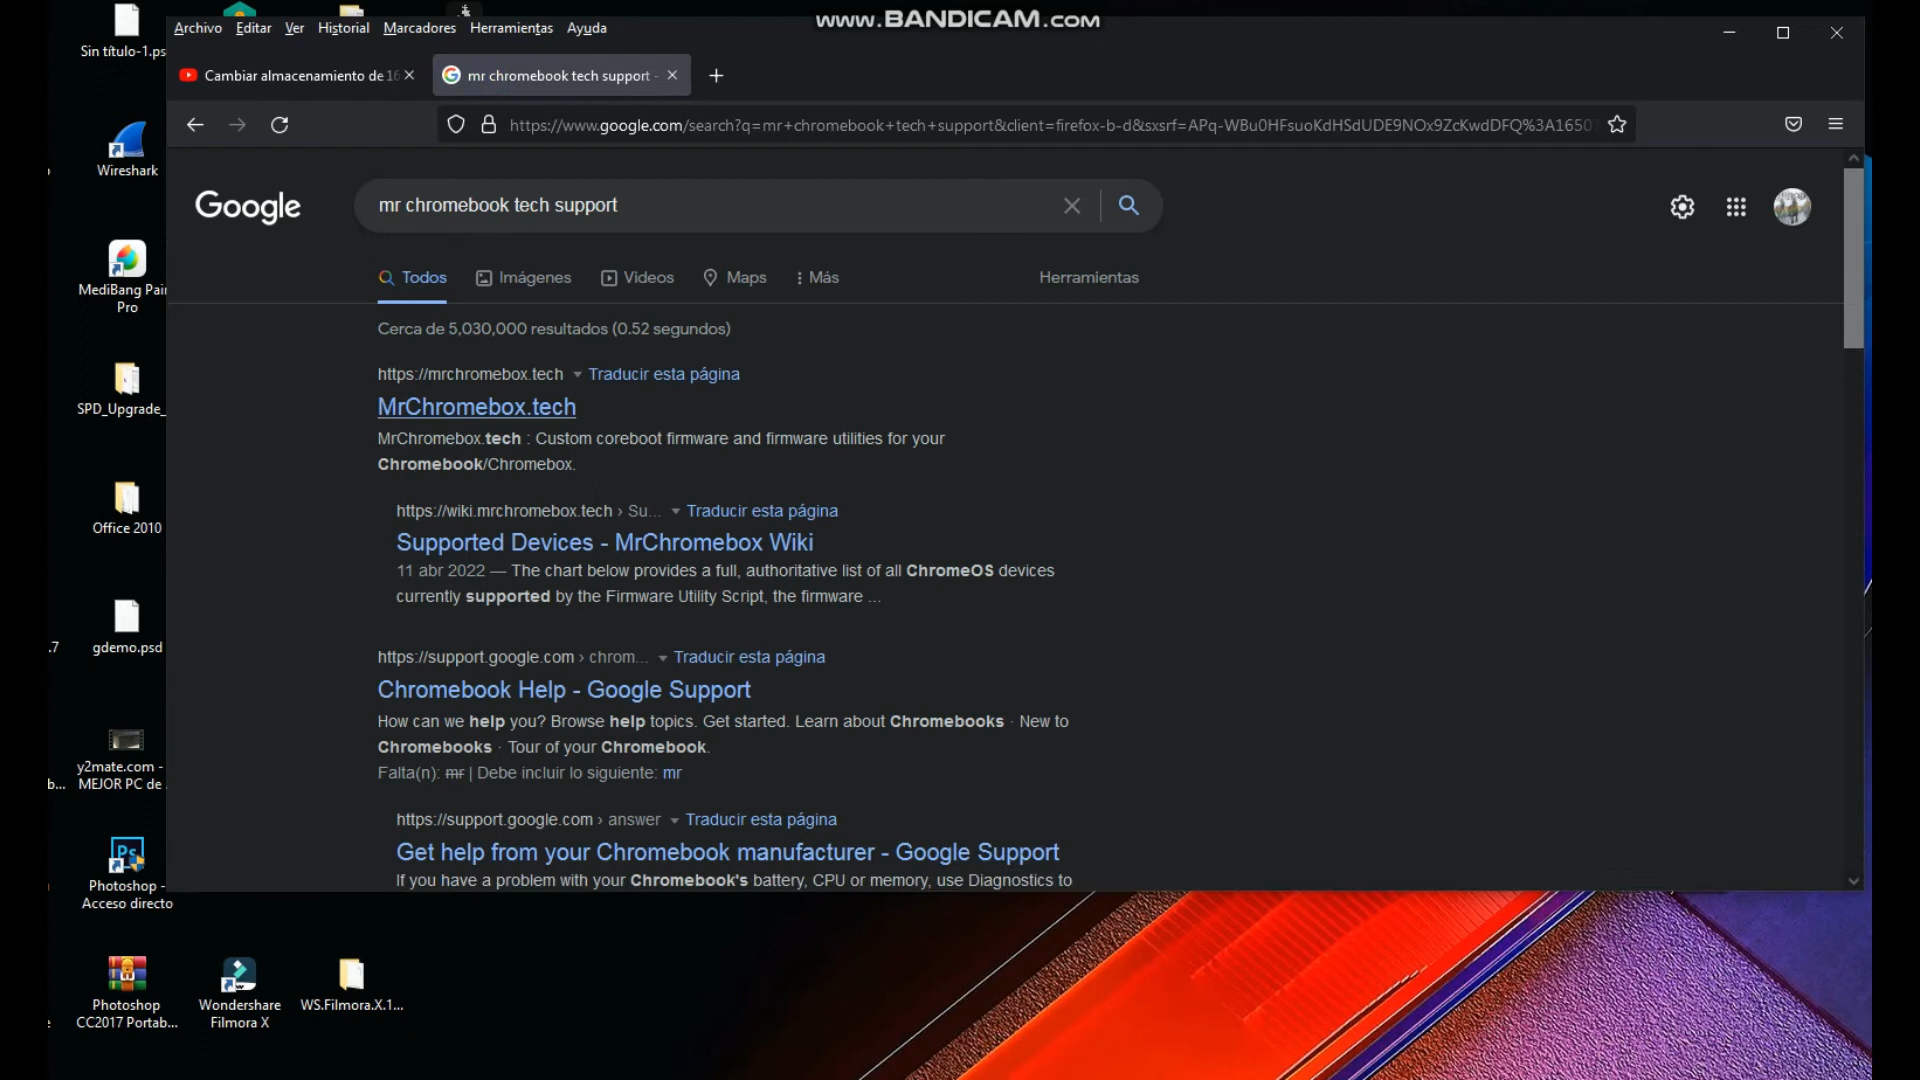 www.BANDICAM.com
Archivo Editar Ver Historial Marcadores Herramientas Ayuda
Cambiar almacenamiento de 16
mr chromebook tech support -
https://www.google.com/search?q=mr+chromebook+tech+support&client=firefox-b-d&sxsrf=APq-WBu0HFsuoKdHSdUDE9NOx9ZcKwdDFQ%3A1650
Google
mr chromebook tech support
Todos Imágenes Videos Maps Más Herramientas
Cerca de 5,030,000 resultados (0.52 segundos)
https://mrchromebox.tech Traducir esta página
MrChromebox.tech
MrChromebox.tech : Custom coreboot firmware and firmware utilities for your
Chromebook/Chromebox.
https://wiki.mrchromebox.tech › Su... Traducir esta página
Supported Devices - MrChromebox Wiki
11 abr 2022 — The chart below provides a full, authoritative list of all ChromeOS devices
currently supported by the Firmware Utility Script, the firmware ...
https://support.google.com › chrom... Traducir esta página
Chromebook Help - Google Support
How can we help you? Browse help topics. Get started. Learn about Chromebooks · New to
Chromebooks · Tour of your Chromebook.
Falta(n): mr | Debe incluir lo siguiente: mr
https://support.google.com › answer Traducir esta página
Get help from your Chromebook manufacturer - Google Support
If you have a problem with your Chromebook's battery, CPU or memory, use Diagnostics to
Sin título-1.ps
Wireshark
MediBang Pai
Pro
SPD_Upgrade_
Office 2010
.7
gdemo.psd
y2mate.com -
b... MEJOR PC de
Ps
Photoshop -
Acceso directo
Photoshop
CC2017 Portab...
Wondershare
Filmora X
WS.Filmora.X.1...